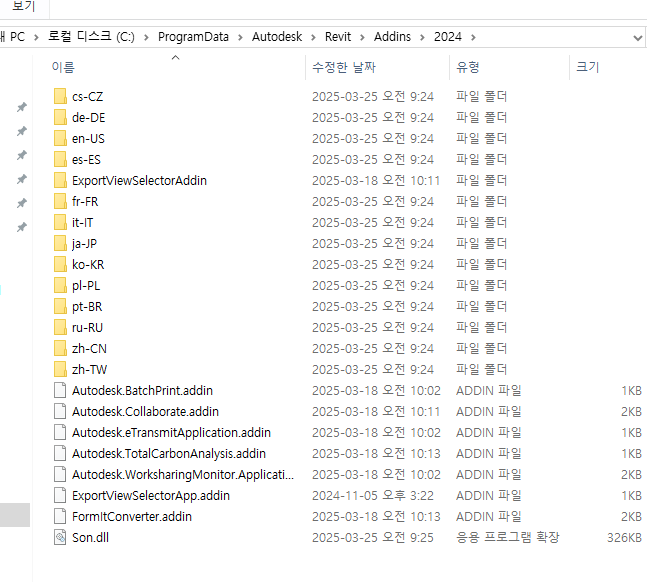 보기
PC > 로컬 디스크 (C:) > ProgramData > Autodesk > Revit > Addins > 2024 >
이름 수정한 날짜 유형 크기
cs-CZ 2025-03-25 오전 9:24 파일 폴더
de-DE 2025-03-25 오전 9:24 파일 폴더
en-US 2025-03-25 오전 9:24 파일 폴더
es-ES 2025-03-25 오전 9:24 파일 폴더
ExportViewSelectorAddin 2025-03-18 오전 10:11 파일 폴더
fr-FR 2025-03-25 오전 9:24 파일 폴더
it-IT 2025-03-25 오전 9:24 파일 폴더
ja-JP 2025-03-25 오전 9:24 파일 폴더
ko-KR 2025-03-25 오전 9:24 파일 폴더
pl-PL 2025-03-25 오전 9:24 파일 폴더
pt-BR 2025-03-25 오전 9:24 파일 폴더
ru-RU 2025-03-25 오전 9:24 파일 폴더
zh-CN 2025-03-25 오전 9:24 파일 폴더
zh-TW 2025-03-25 오전 9:24 파일 폴더
Autodesk.BatchPrint.addin 2025-03-18 오전 10:02 ADDIN 파일 1KB
Autodesk.Collaborate.addin 2025-03-18 오전 10:11 ADDIN 파일 2KB
Autodesk.eTransmitApplication.addin 2025-03-18 오전 10:02 ADDIN 파일 1KB
Autodesk.TotalCarbonAnalysis.addin 2025-03-18 오전 10:13 ADDIN 파일 1KB
Autodesk.WorksharingMonitor.Applicati... 2025-03-18 오전 10:02 ADDIN 파일 2KB
ExportViewSelectorApp.addin 2024-11-05 오후 3:22 ADDIN 파일 1KB
FormItConverter.addin 2025-03-18 오전 10:13 ADDIN 파일 2KB
Son.dll 2025-03-25 오전 9:25 응용 프로그램 확장 326KB